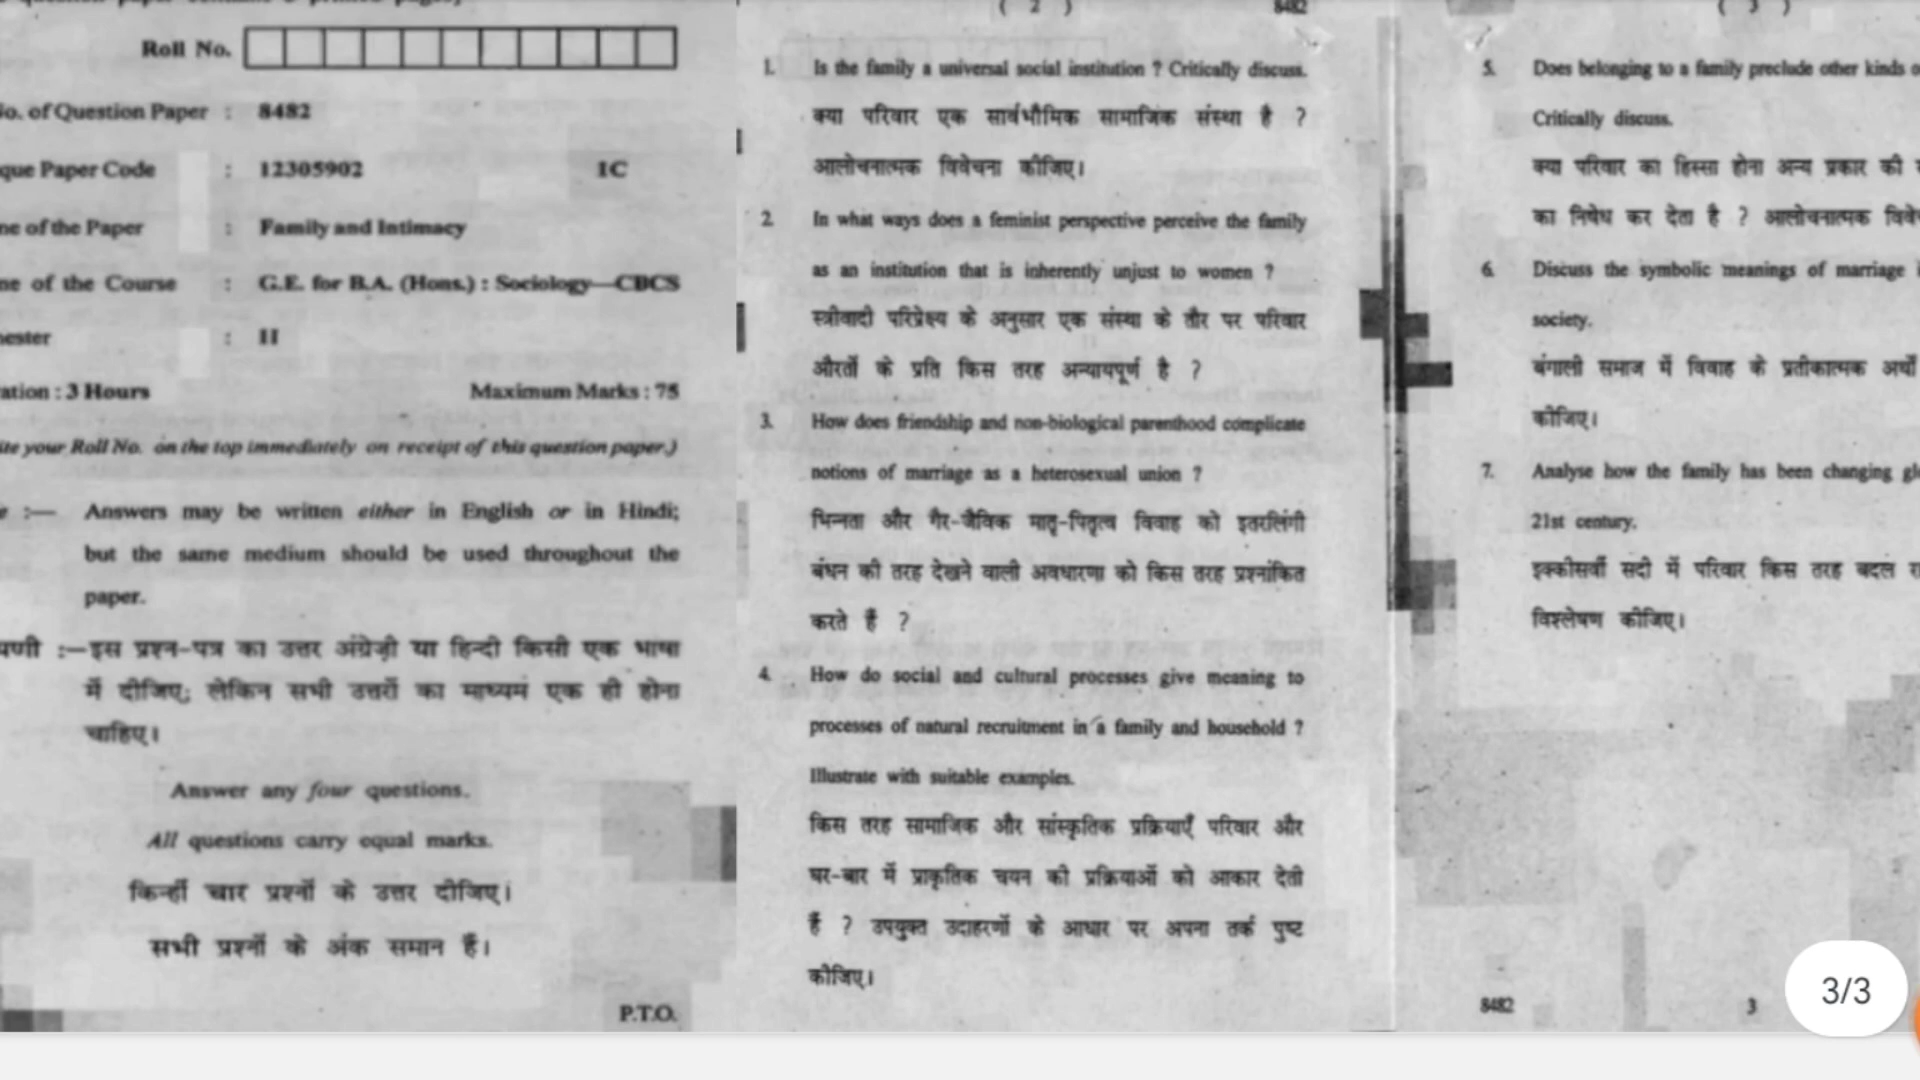 Roll No.
No. of Question Paper : 8482
que Paper Code : 12305902 IC
ne of the Paper : Family and Intimacy
ne of the Course : G.E. for B.A. (Hons.) : Sociology—CBCS
ester : II
ation : 3 Hours Maximum Marks : 75
ite your Roll No. on the top immediately on receipt of this question paper.)
e :— Answers may be written either in English or in Hindi;
but the same medium should be used throughout the
paper.
पणी :—इस प्रश्न-पत्र का उत्तर अंग्रेज़ी या हिन्दी किसी एक भाषा
में दीजिए; लेकिन सभी उत्तरों का माध्यम एक ही होना
चाहिए।
Answer any four questions.
All questions carry equal marks.
किन्हीं चार प्रश्नों के उत्तर दीजिए।
सभी प्रश्नों के अंक समान हैं।
P.T.O.
( 2 ) 8482
1. Is the family a universal social institution ? Critically discuss.
क्या परिवार एक सार्वभौमिक सामाजिक संस्था है ?
आलोचनात्मक विवेचना कीजिए।
2. In what ways does a feminist perspective perceive the family
as an institution that is inherently unjust to women ?
स्त्रीवादी परिप्रेक्ष्य के अनुसार एक संस्था के तौर पर परिवार
औरतों के प्रति किस तरह अन्यायपूर्ण है ?
3. How does friendship and non-biological parenthood complicate
notions of marriage as a heterosexual union ?
भिन्नता और गैर-जैविक मातृ-पितृत्व विवाह को इतरलिंगी
बंधन की तरह देखने वाली अवधारणा को किस तरह प्रश्नांकित
करते हैं ?
4. How do social and cultural processes give meaning to
processes of natural recruitment in a family and household ?
Illustrate with suitable examples.
किस तरह सामाजिक और सांस्कृतिक प्रक्रियाएँ परिवार और
घर-बार में प्राकृतिक चयन की प्रक्रियाओं को आकार देती
हैं ? उपयुक्त उदाहरणों के आधार पर अपना तर्क पुष्ट
कीजिए।
( 3 )
5. Does belonging to a family preclude other kinds o
Critically discuss.
क्या परिवार का हिस्सा होना अन्य प्रकार की
का निषेध कर देता है ? आलोचनात्मक विवे
6. Discuss the symbolic meanings of marriage i
society.
बंगाली समाज में विवाह के प्रतीकात्मक अर्थों
कीजिए।
7. Analyse how the family has been changing glo
21st century.
इक्कीसवीं सदी में परिवार किस तरह बदल र
विश्लेषण कीजिए।
8482 3
3/3